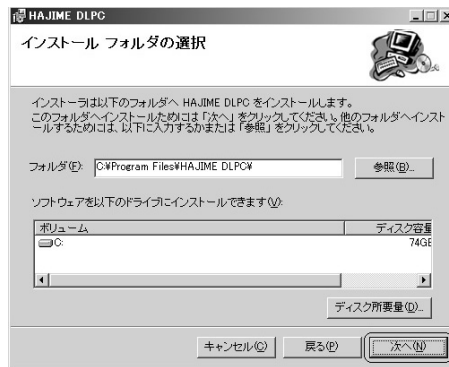 HAJIME DLPC
インストール フォルダの選択
インストーラは以下のフォルダへ HAJIME DLPC をインストールします。
このフォルダへインストールためには「次へ」をクリックしてください。他のフォルダへインスト
ールするためには、以下に入力するかまたは「参照」をクリックしてください。
フォルダ(F): C:¥Program Files¥HAJIME DLPC¥ 参照(R)...
ソフトウェアを以下のドライブにインストールできます(V):
ボリューム ディスク容量
C: 74GB
ディスク所要量(D)...
キャンセル(C) 戻る(P) 次へ(N)